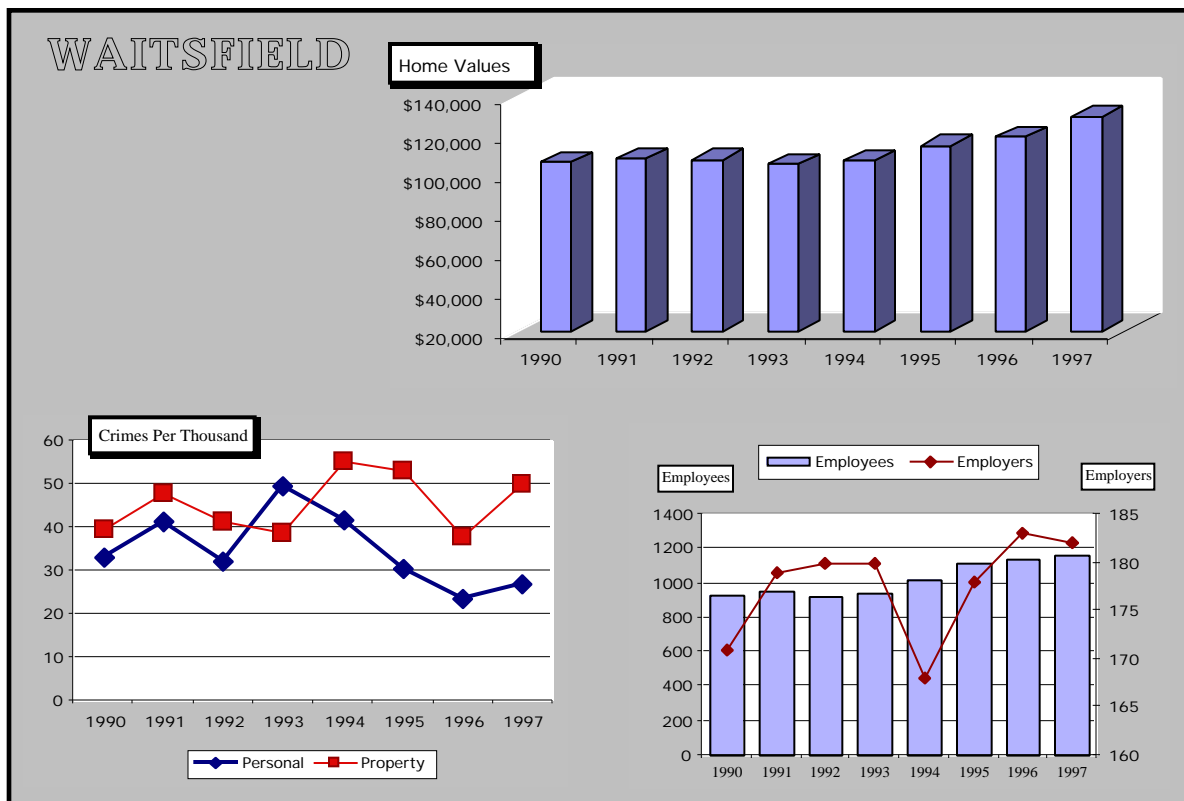 WAITSFIELD
Home Values
$140,000
$120,000
$100,000
$80,000
$60,000
$40,000
$20,000
1990 1991 1992 1993 1994 1995 1996 1997
Crimes Per Thousand
60
50
40
30
20
10
0
1990 1991 1992 1993 1994 1995 1996 1997
Personal Property
Employees Employers
Employees Employers
1400 185
1200 180
1000 175
800 170
600 165
400 160
200
0
1990 1991 1992 1993 1994 1995 1996 1997